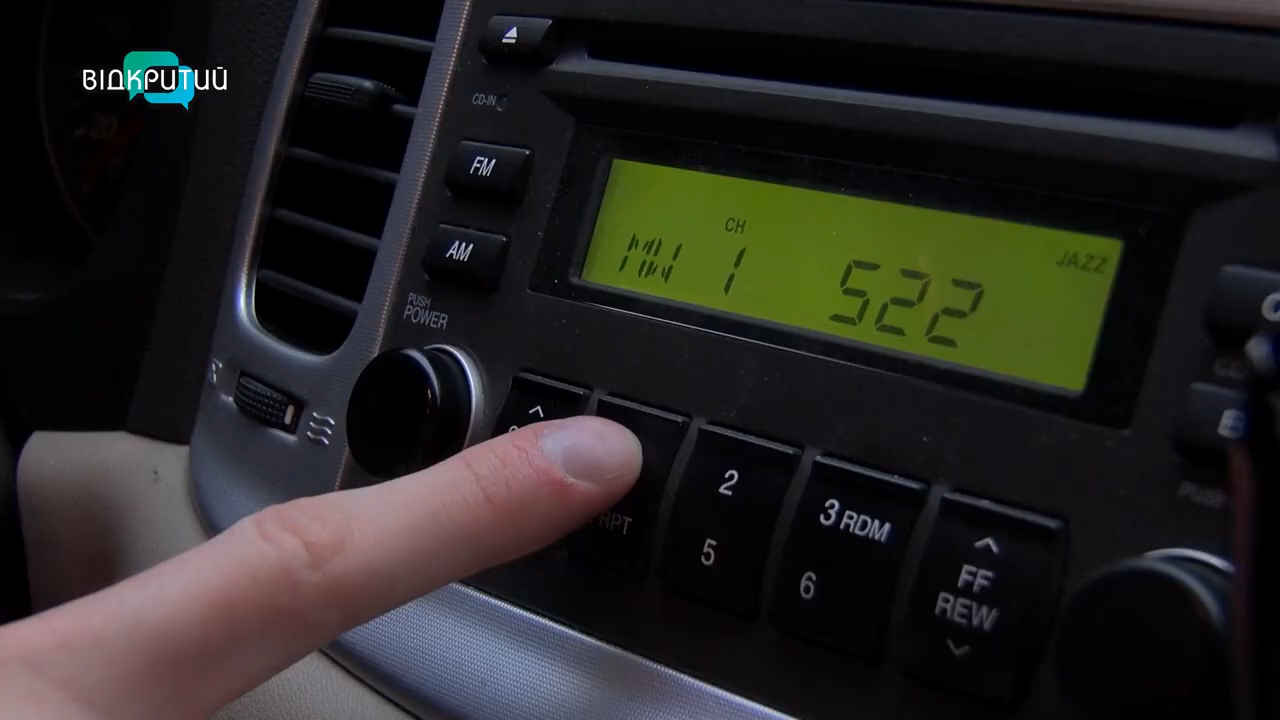 ВІДКРИТИЙ
CD-IN
FM
AM
PUSH
POWER
CH
MW 1 522
JAZZ
RPT
2
5
3 RDM
6
FF
REW
PUSH